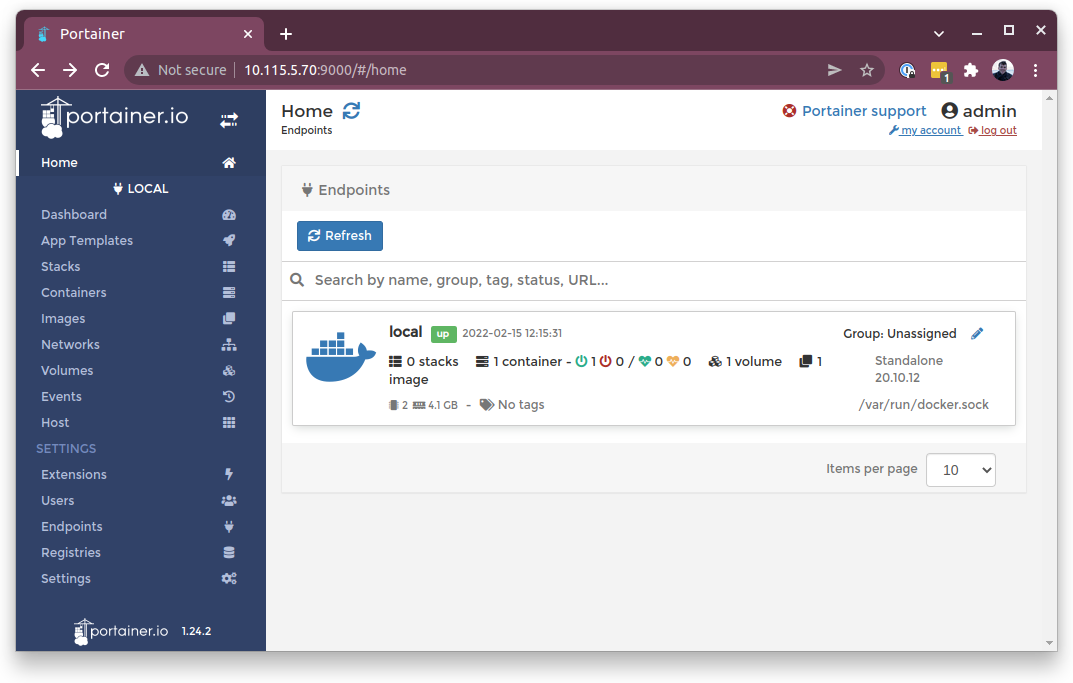 Portainer
Not secure
10.115.5.70:9000/#/home
1
portainer.io
Home
LOCAL
Dashboard
App Templates
Stacks
Containers
Images
Networks
Volumes
Events
Host
SETTINGS
Extensions
Users
Endpoints
Registries
Settings
portainer.io 1.24.2
Home
Endpoints
Portainer support admin
my account log out
Endpoints
Refresh
Search by name, group, tag, status, URL...
local up 2022-02-15 12:15:31
Group: Unassigned
0 stacks 1 container - 1 0 / 0 0 1 volume 1
image
Standalone
20.10.12
2 4.1 GB - No tags
/var/run/docker.sock
Items per page 10